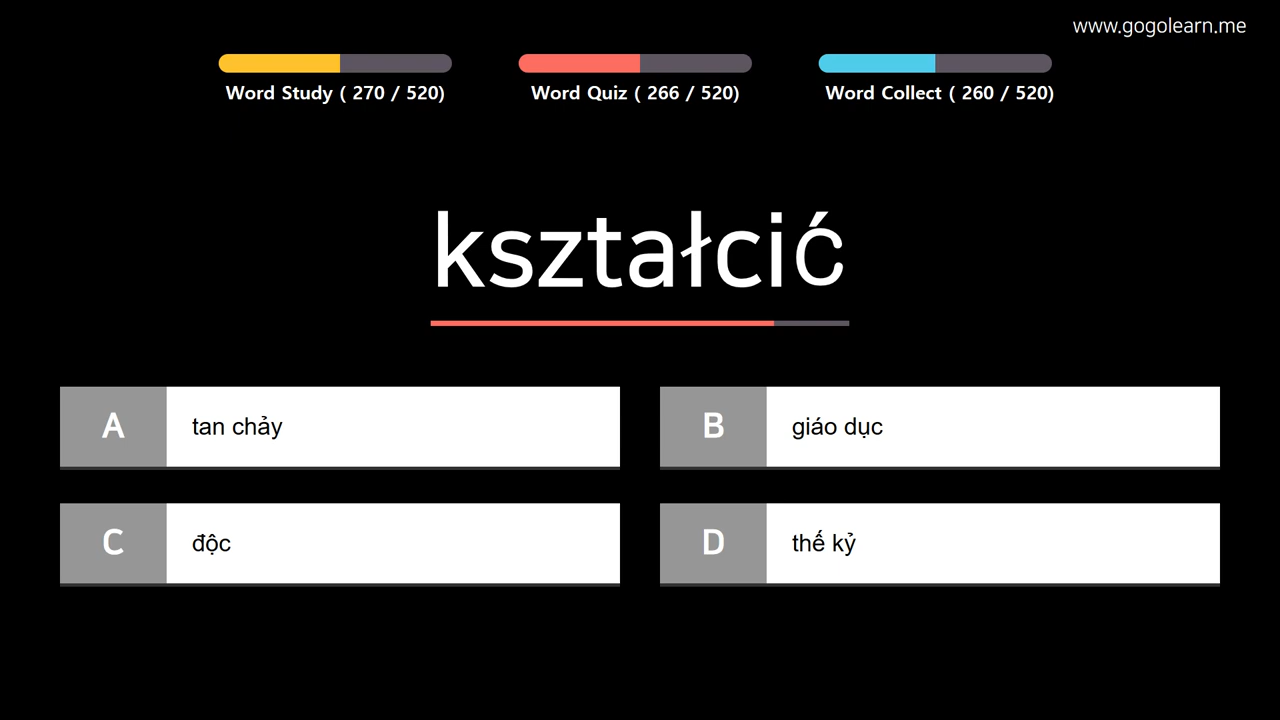 www.gogolearn.me
Word Study ( 270 / 520)
Word Quiz ( 266 / 520)
Word Collect ( 260 / 520)
kształcić
A tan chảy
B giáo dục
C độc
D thế kỷ